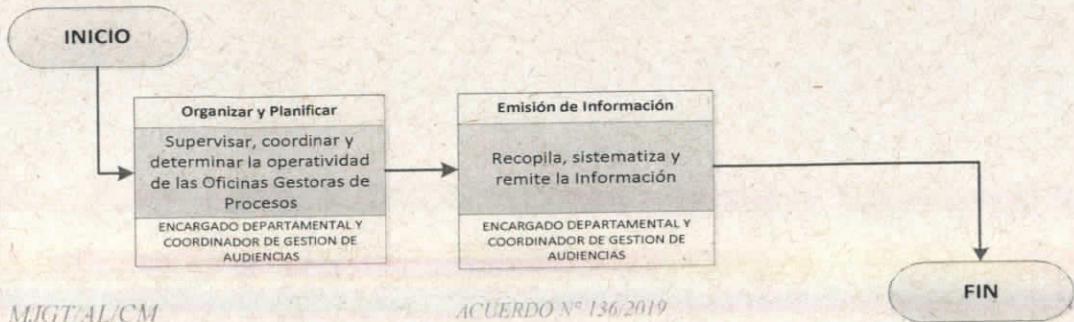 INICIO
Organizar y Planificar
Supervisar, coordinar y
determinar la operatividad
de las Oficinas Gestoras de
Procesos
ENCARGADO DEPARTAMENTAL Y
COORDINADOR DE GESTION DE
AUDIENCIAS
Emisión de Información
Recopila, sistematiza y
remite la Información
ENCARGADO DEPARTAMENTAL Y
COORDINADOR DE GESTION DE
AUDIENCIAS
FIN
MJGT/AL/CM
ACUERDO Nº 136/2019